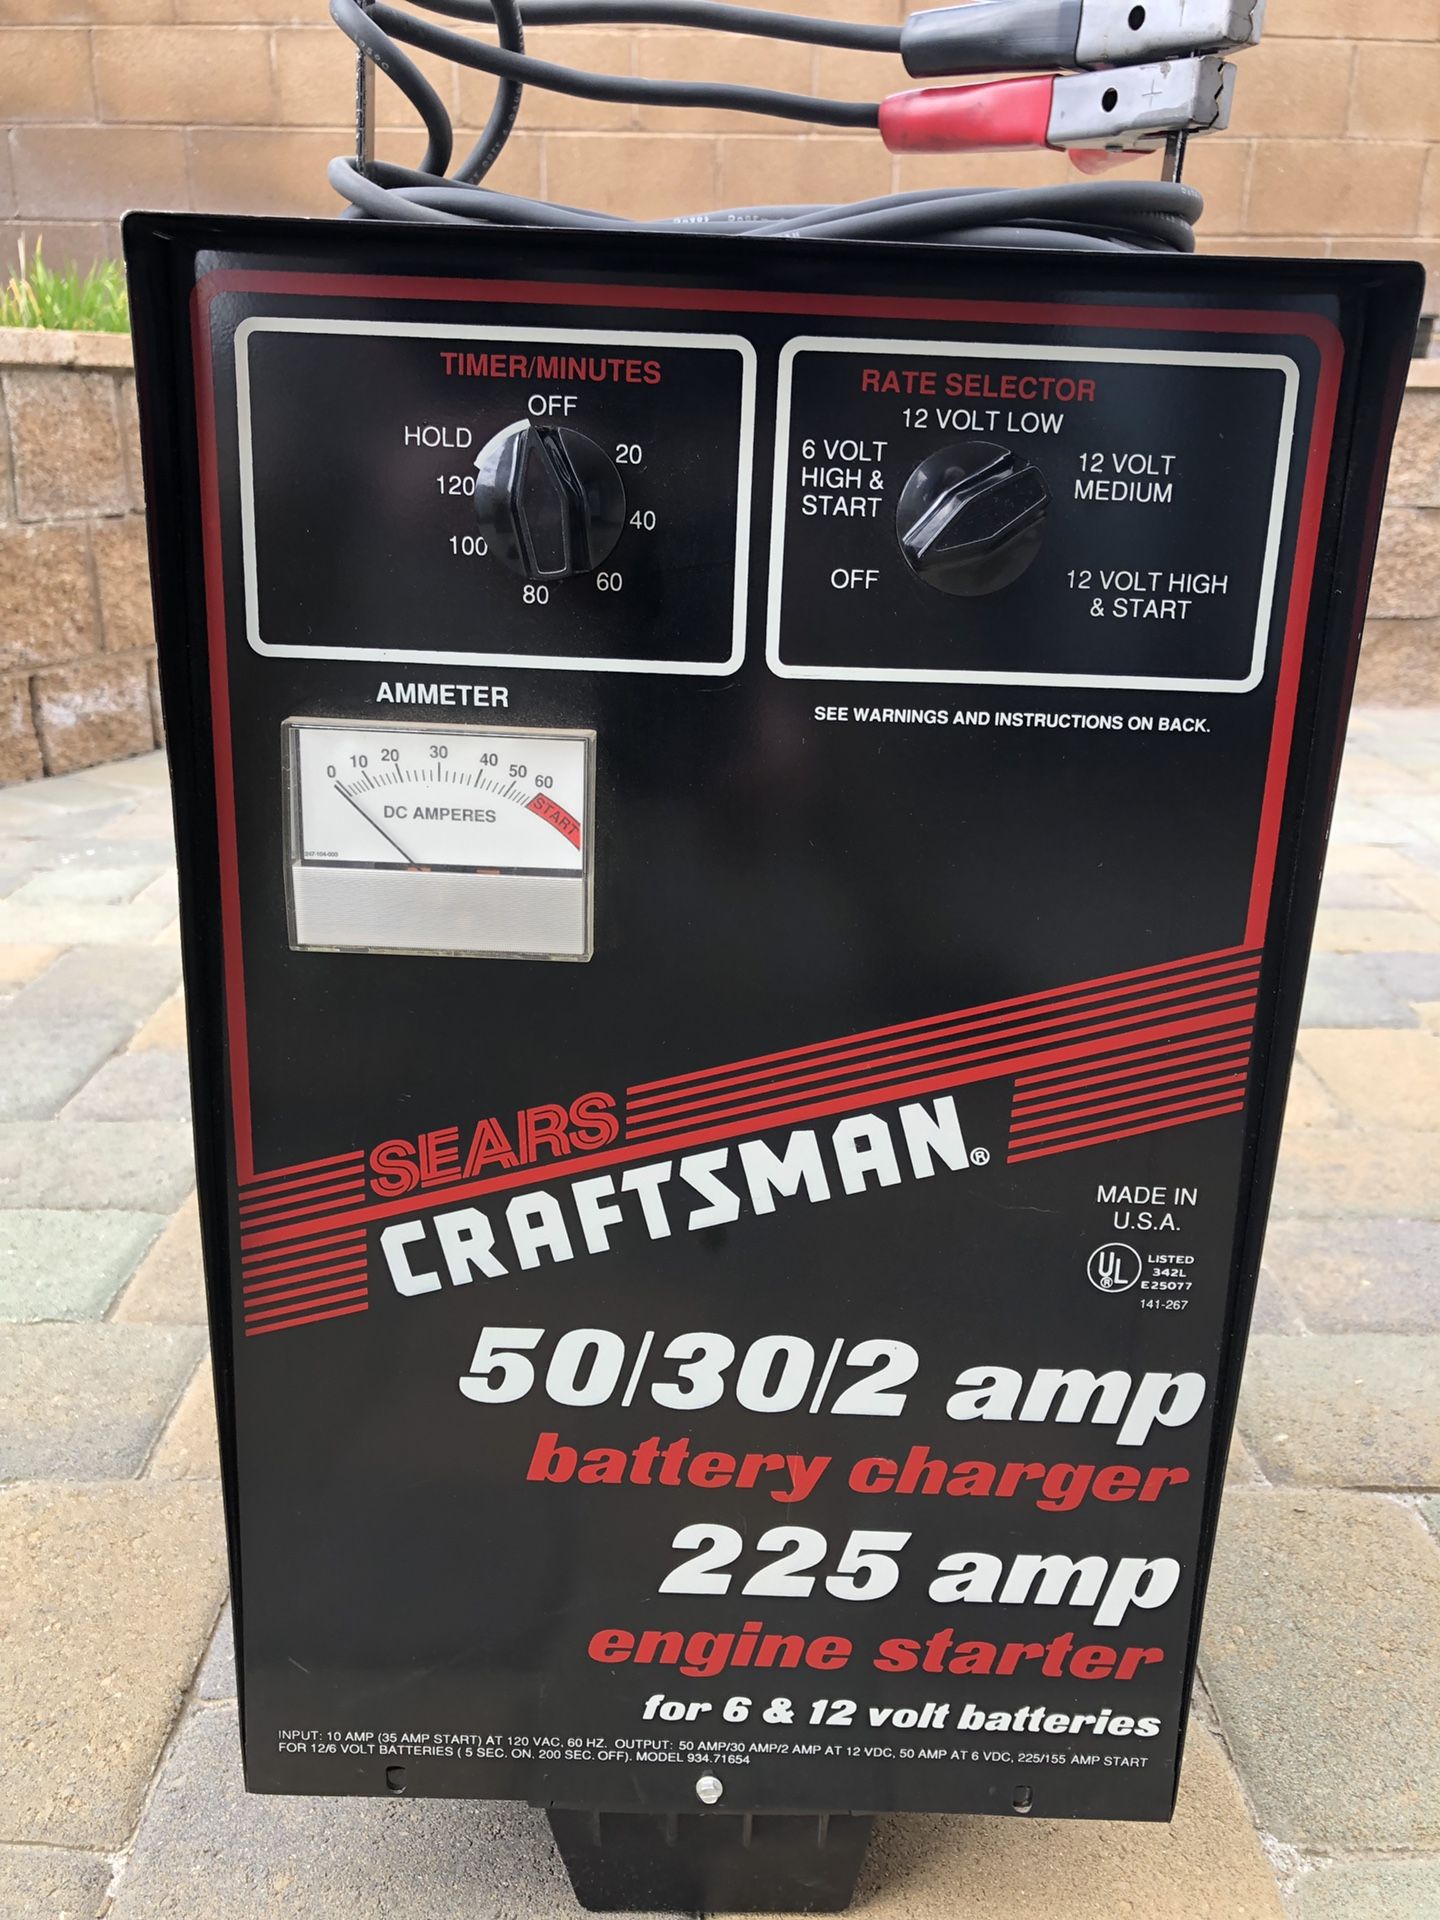 TIMER/MINUTES
OFF
HOLD
20
120
40
100
60
80
RATE SELECTOR
12 VOLT LOW
6 VOLT
HIGH &
START
12 VOLT
MEDIUM
OFF
12 VOLT HIGH
& START
SEE WARNINGS AND INSTRUCTIONS ON BACK.
AMMETER
0 10 20 30 40 50 60
START
DC AMPERES
SEARS
CRAFTSMAN®
MADE IN
U.S.A.
UL®
LISTED
342L
E25077
141-267
50/30/2 amp
battery charger
225 amp
engine starter
for 6 & 12 volt batteries
INPUT: 10 AMP (35 AMP START) AT 120 VAC, 60 HZ. OUTPUT: 50 AMP/30 AMP/2 AMP AT 12 VDC, 50 AMP AT 6 VDC, 225/155 AMP START
FOR 12/6 VOLT BATTERIES ( 5 SEC. ON. 200 SEC. OFF). MODEL 934.71654